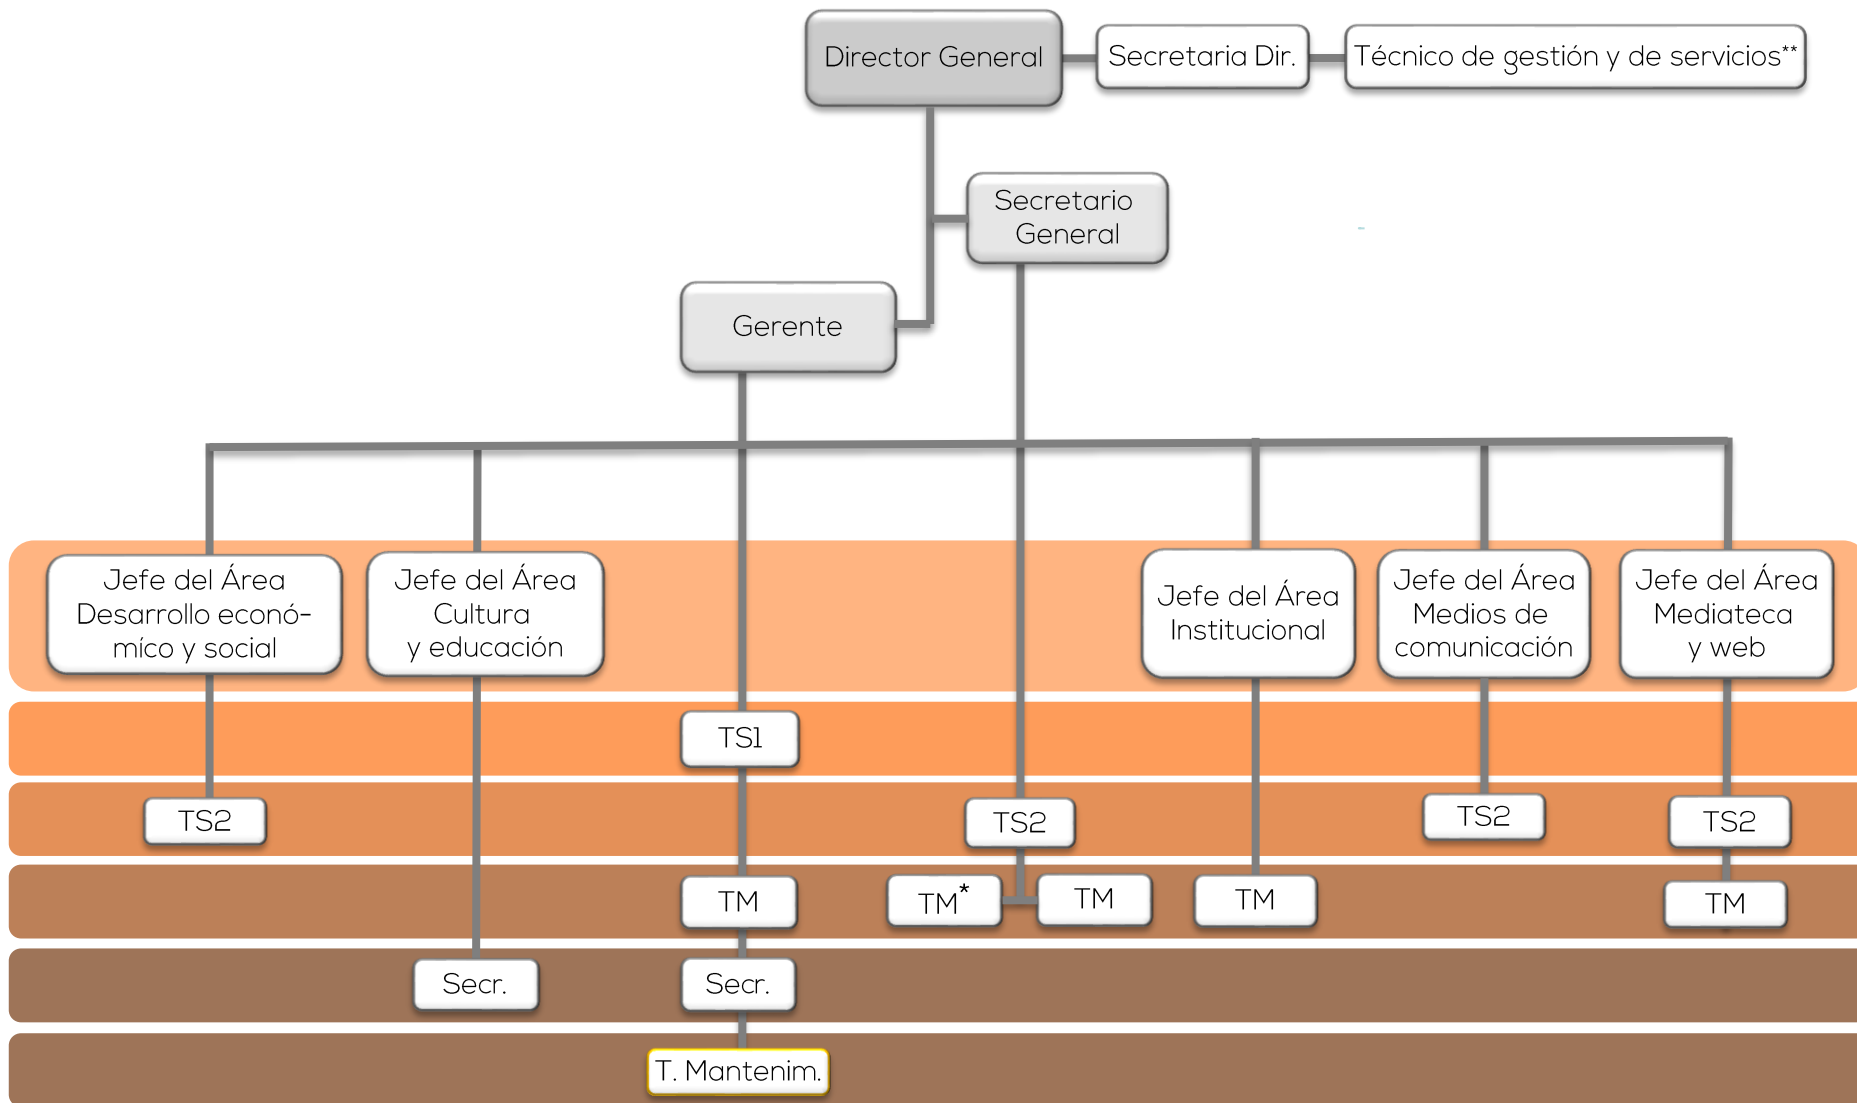 Director General
Secretaria Dir.
Técnico de gestión y de servicios**
Secretario
General
Gerente
Jefe del Área
Desarrollo econó-
míco y social
Jefe del Área
Cultura
y educación
Jefe del Área
Institucional
Jefe del Área
Medios de
comunicación
Jefe del Área
Mediateca
y web
TS1
TS2
TS2
TS2
TS2
TM
TM*
TM
TM
TM
Secr.
Secr.
T. Mantenim.